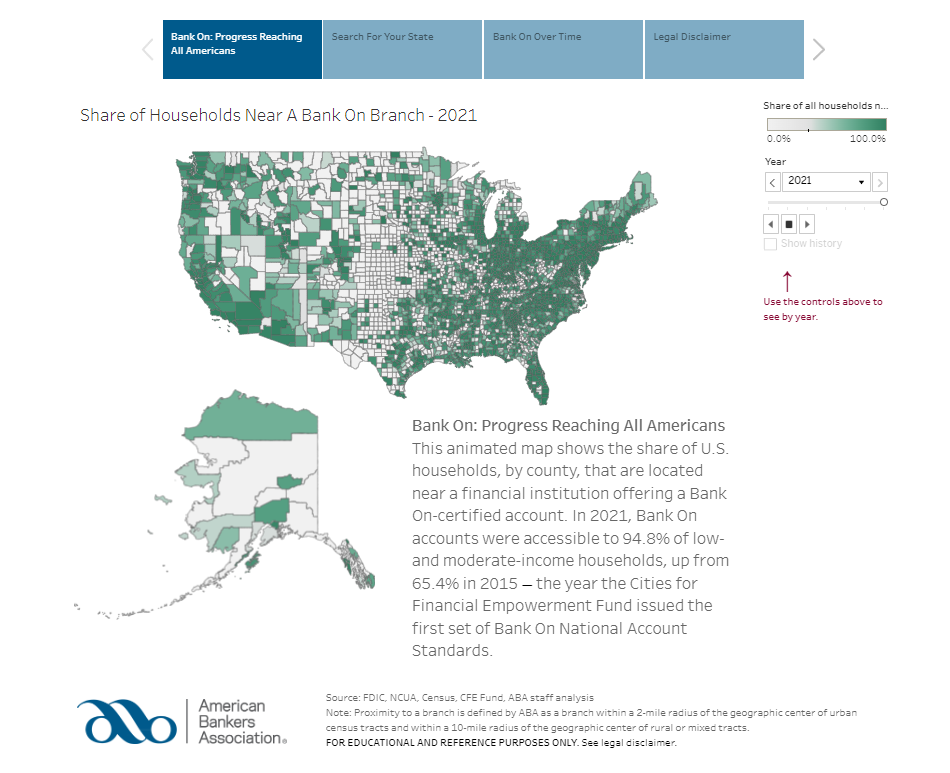 Bank On: Progress Reaching
All Americans
Search For Your State
Bank On Over Time
Legal Disclaimer
Share of Households Near A Bank On Branch - 2021
Share of all households n...
0.0%
100.0%
Year
2021
Show history
Use the controls above to
see by year.
Bank On: Progress Reaching All Americans
This animated map shows the share of U.S.
households, by county, that are located
near a financial institution offering a Bank
On-certified account. In 2021, Bank On
accounts were accessible to 94.8% of low-
and moderate-income households, up from
65.4% in 2015 — the year the Cities for
Financial Empowerment Fund issued the
first set of Bank On National Account
Standards.
American
Bankers
Association®
Source: FDIC, NCUA, Census, CFE Fund, ABA staff analysis
Note: Proximity to a branch is defined by ABA as a branch within a 2-mile radius of the geographic center of urban
census tracts and within a 10-mile radius of the geographic center of rural or mixed tracts.
FOR EDUCATIONAL AND REFERENCE PURPOSES ONLY. See legal disclaimer.